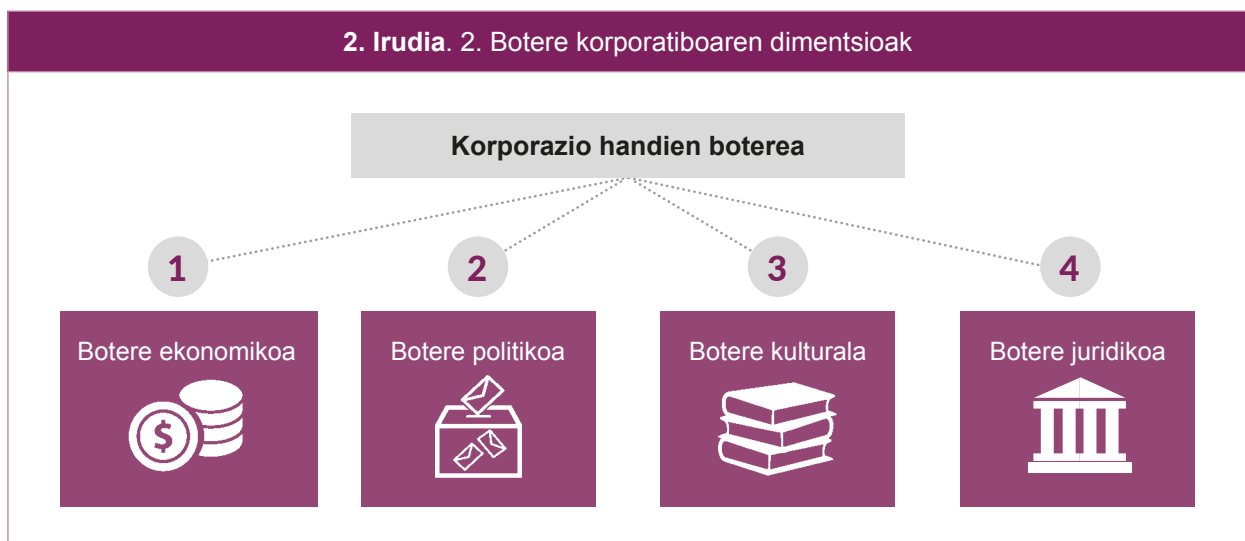 2. Irudia. 2. Botere korporatiboaren dimentsioak
Korporazio handien boterea
1
2
3
4
Botere ekonomikoa
Botere politikoa
Botere kulturala
Botere juridikoa
$